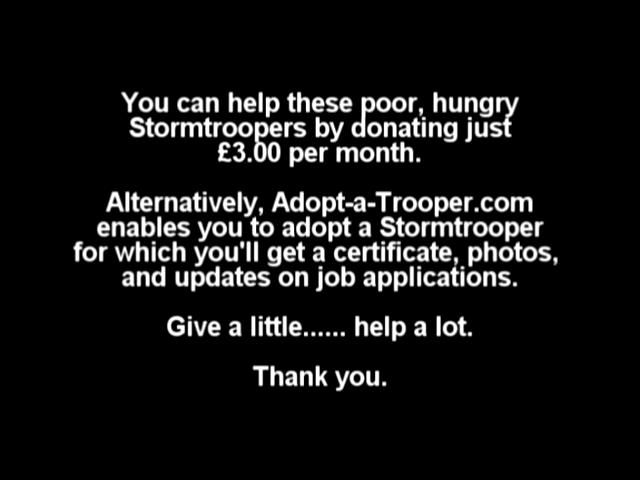 You can help these poor, hungry
Stormtroopers by donating just
£3.00 per month.
Alternatively, Adopt-a-Trooper.com
enables you to adopt a Stormtrooper
for which you'll get a certificate, photos,
and updates on job applications.
Give a little...... help a lot.
Thank you.